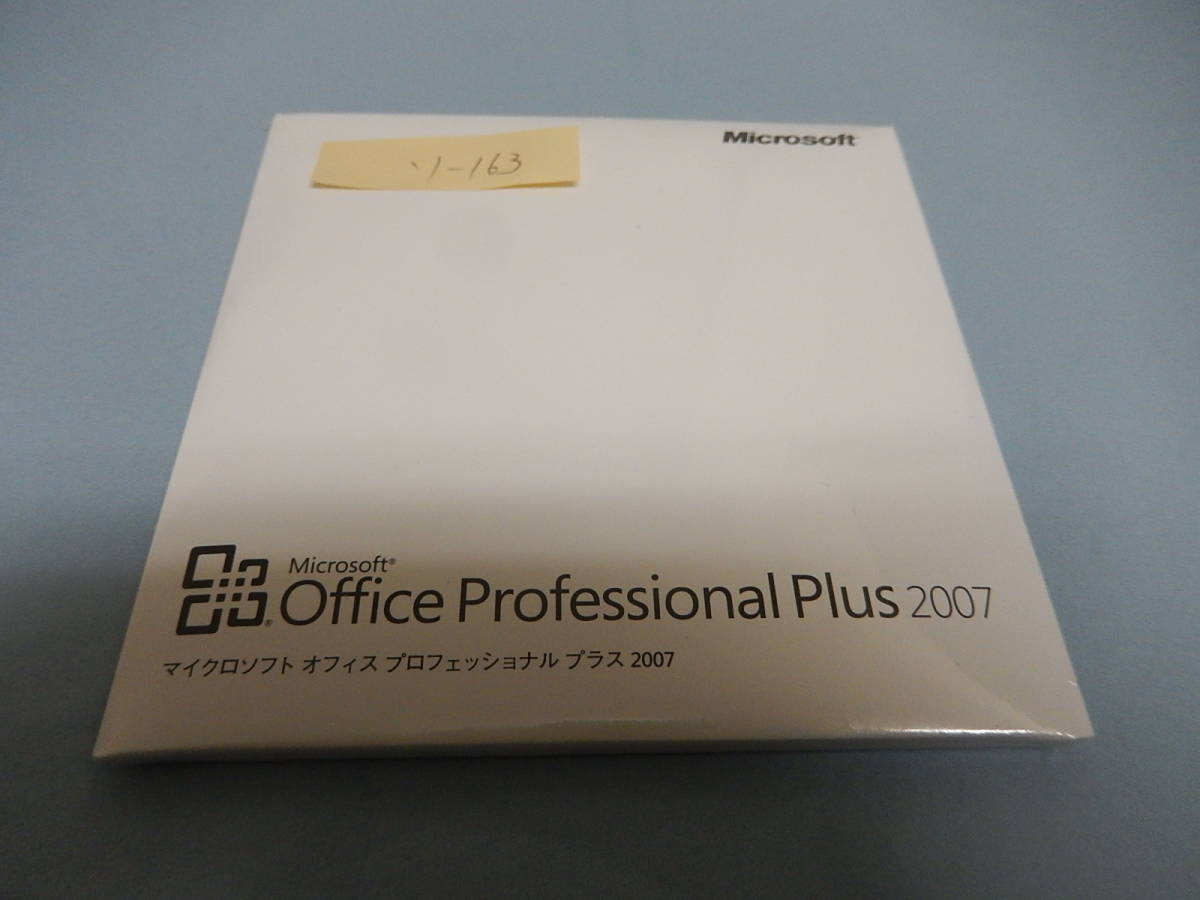 Microsoft
ソ-163
Microsoft®
Office Professional Plus 2007
マイクロソフト オフィス プロフェッショナル プラス 2007